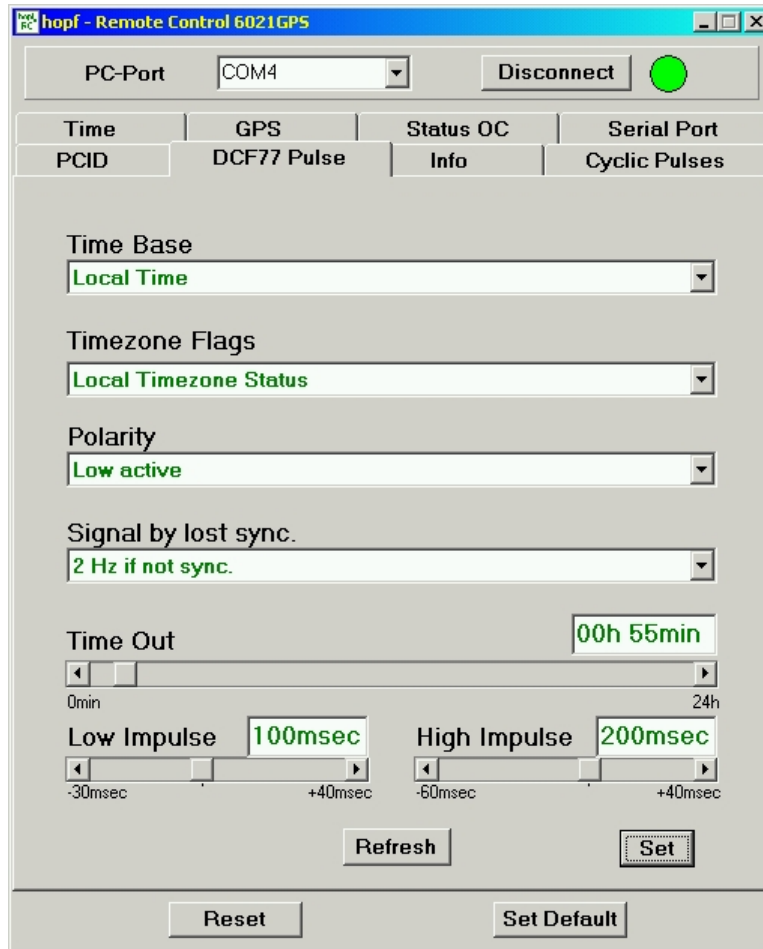 hopf RC hopf - Remote Control 6021GPS
PC-Port COM4 Disconnect
Time GPS Status OC Serial Port
PCID DCF77 Pulse Info Cyclic Pulses
Time Base
Local Time
Timezone Flags
Local Timezone Status
Polarity
Low active
Signal by lost sync.
2 Hz if not sync.
Time Out 00h 55min
0min 24h
Low Impulse 100msec High Impulse 200msec
-30msec +40msec -60msec +40msec
Refresh Set
Reset Set Default